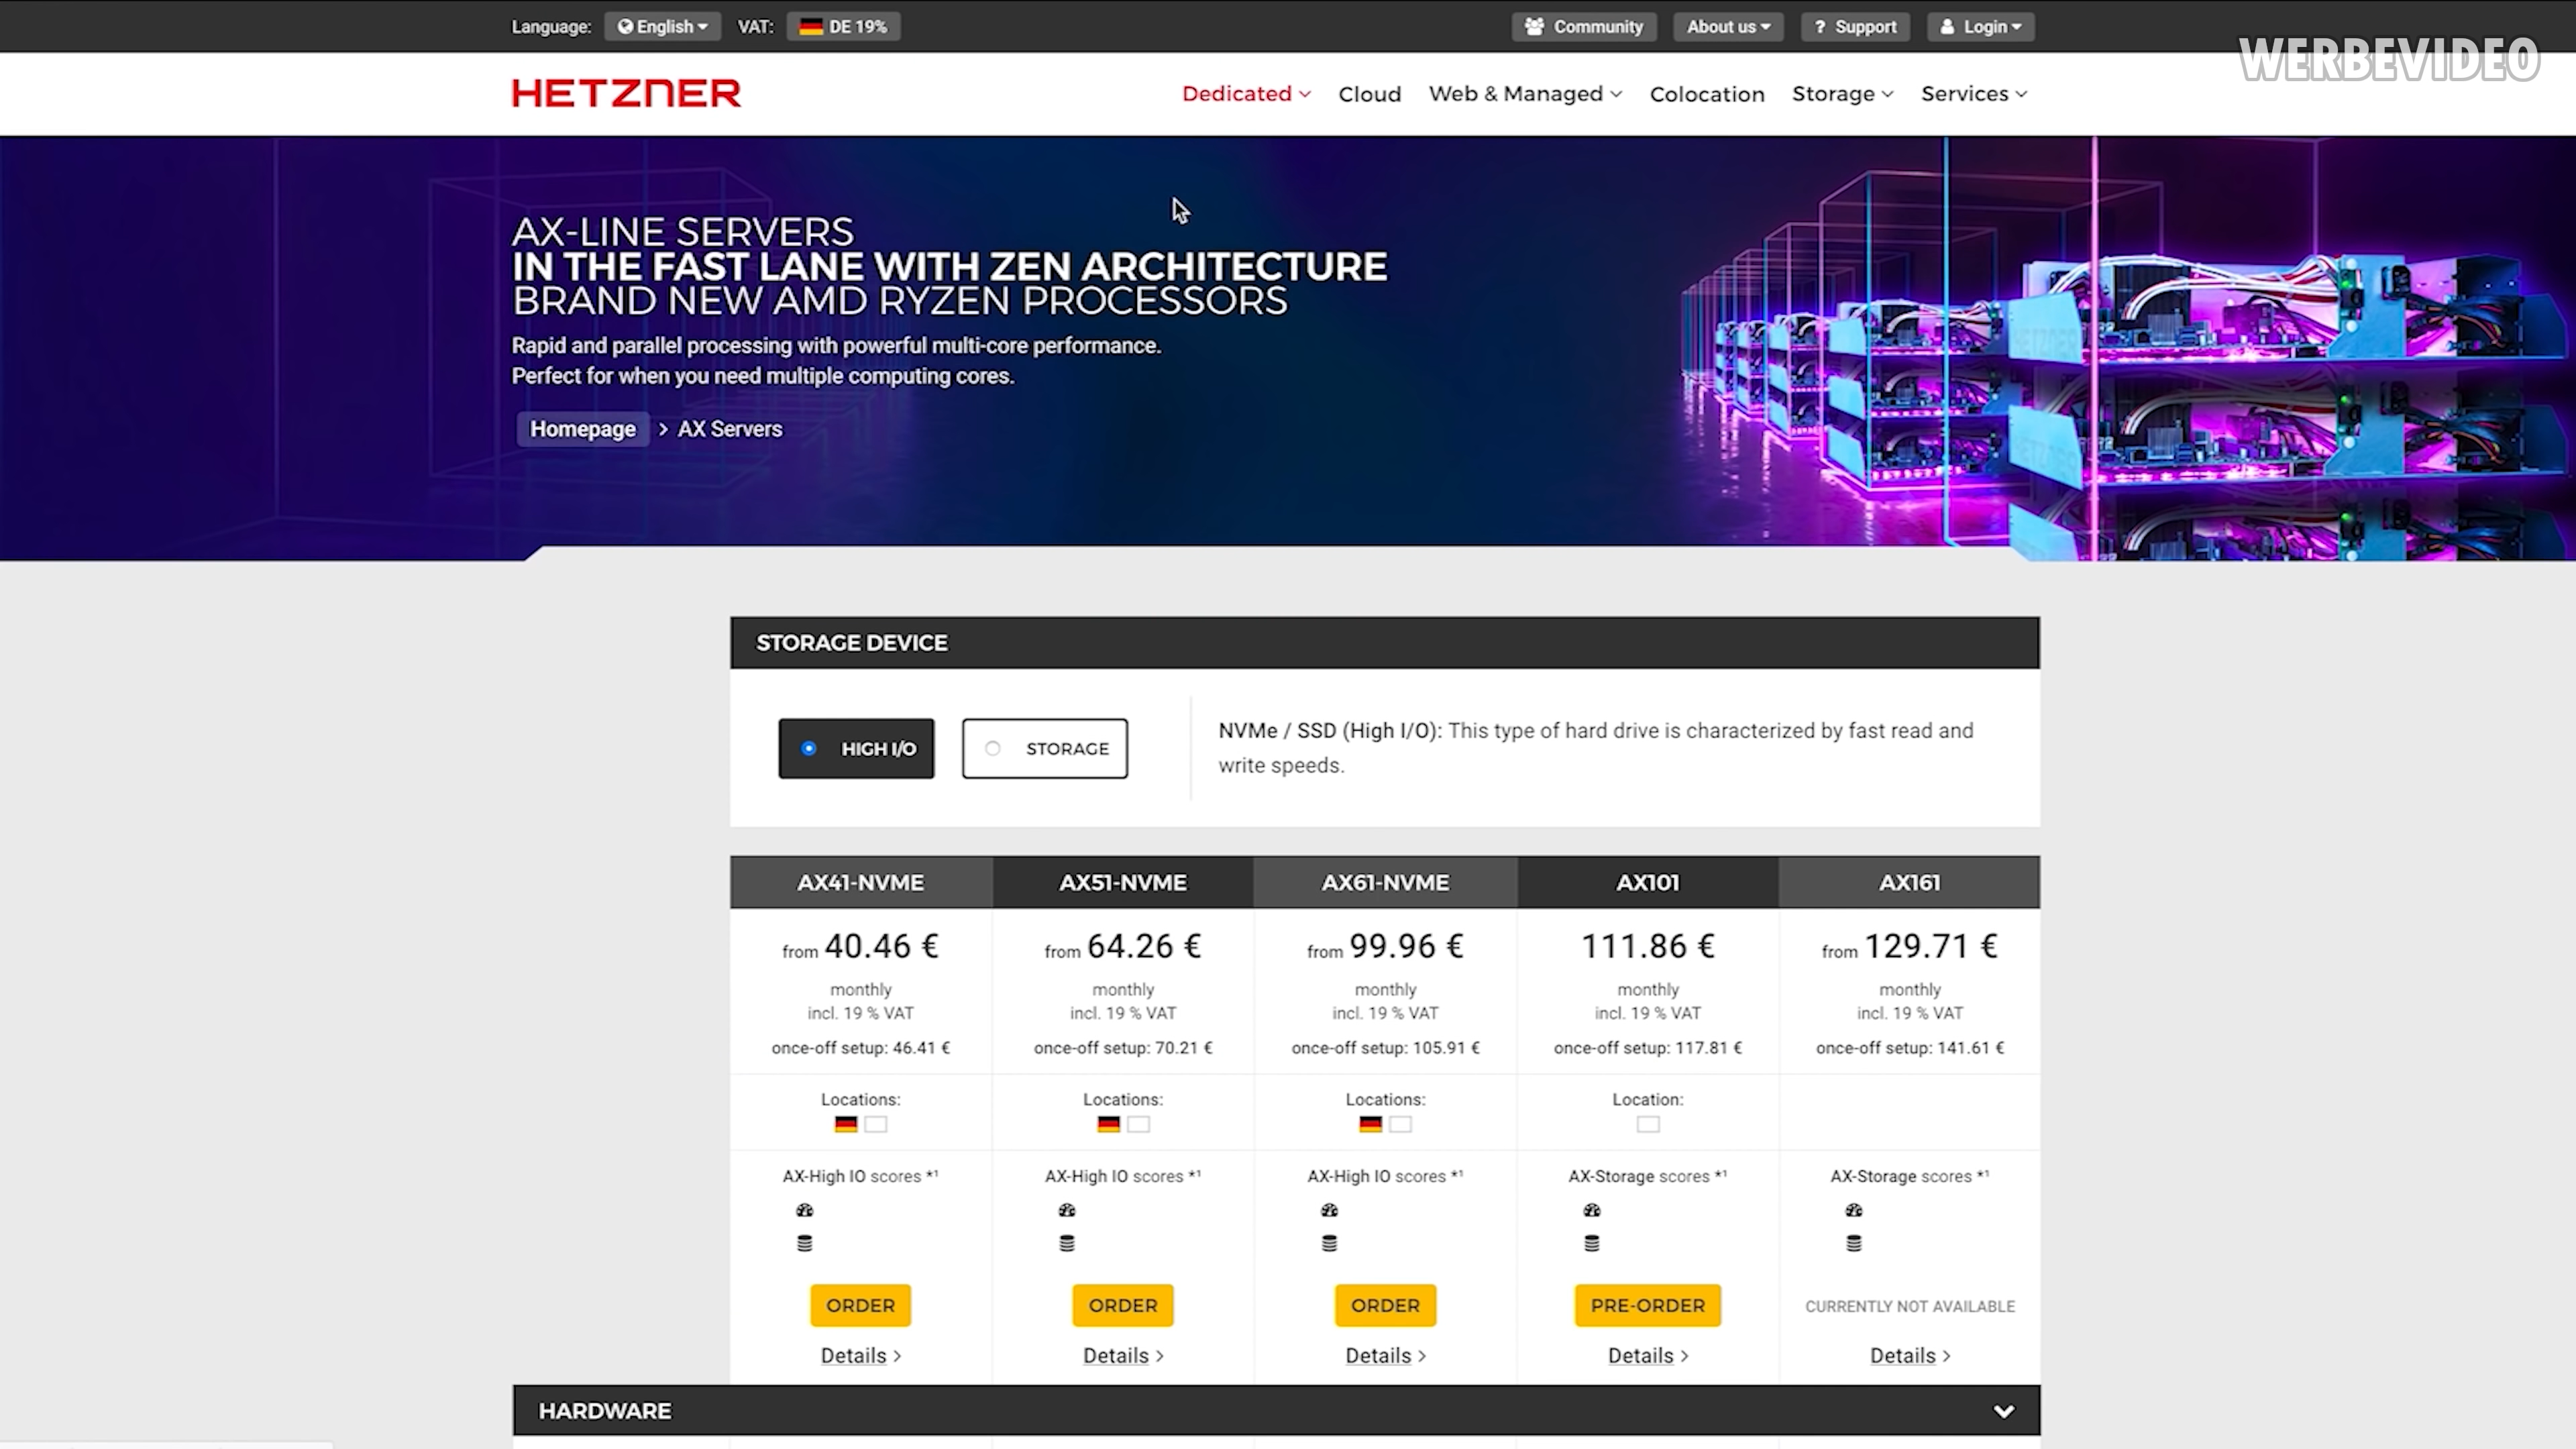 Language: English VAT: DE 19% Community About us ? Support Login
WERBEVIDEO
HETZNER Dedicated Cloud Web & Managed Colocation Storage Services
AX-LINE SERVERS
IN THE FAST LANE WITH ZEN ARCHITECTURE
BRAND NEW AMD RYZEN PROCESSORS
Rapid and parallel processing with powerful multi-core performance.
Perfect for when you need multiple computing cores.
Homepage > AX Servers
STORAGE DEVICE
HIGH I/O STORAGE
NVMe / SSD (High I/O): This type of hard drive is characterized by fast read and
write speeds.
AX41-NVME AX51-NVME AX61-NVME AX101 AX161
from 40.46 € from 64.26 € from 99.96 € 111.86 € from 129.71 €
monthly monthly monthly monthly monthly
incl. 19 % VAT incl. 19 % VAT incl. 19 % VAT incl. 19 % VAT incl. 19 % VAT
once-off setup: 46.41 € once-off setup: 70.21 € once-off setup: 105.91 € once-off setup: 117.81 € once-off setup: 141.61 €
Locations: Locations: Locations: Location:
AX-High IO scores *¹ AX-High IO scores *¹ AX-High IO scores *¹ AX-Storage scores *¹ AX-Storage scores *¹
ORDER ORDER ORDER PRE-ORDER CURRENTLY NOT AVAILABLE
Details > Details > Details > Details > Details >
HARDWARE